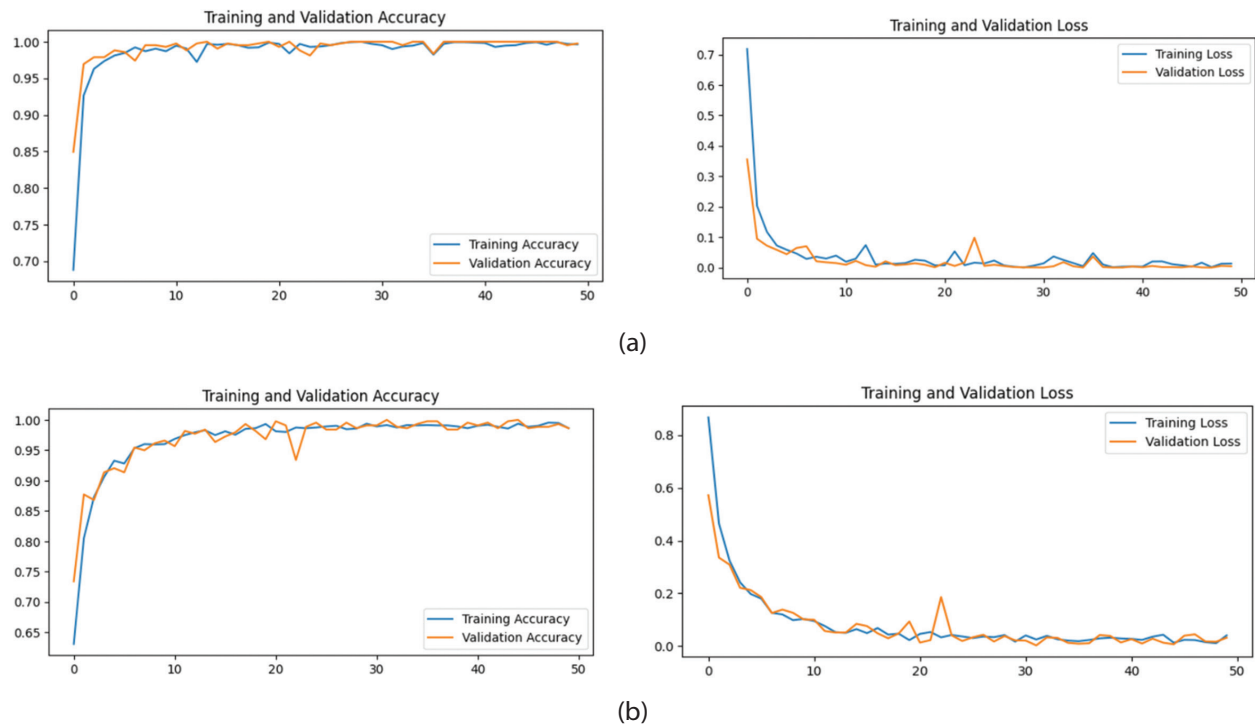 Training and Validation Accuracy
1.00
0.95
0.90
0.85
0.80
0.75
0.70
Training Accuracy
Validation Accuracy
0 10 20 30 40 50
Training and Validation Loss
0.7
0.6
0.5
0.4
0.3
0.2
0.1
0.0
Training Loss
Validation Loss
0 10 20 30 40 50
(a)
Training and Validation Accuracy
1.00
0.95
0.90
0.85
0.80
0.75
0.70
0.65
Training Accuracy
Validation Accuracy
0 10 20 30 40 50
Training and Validation Loss
0.8
0.6
0.4
0.2
0.0
Training Loss
Validation Loss
0 10 20 30 40 50
(b)